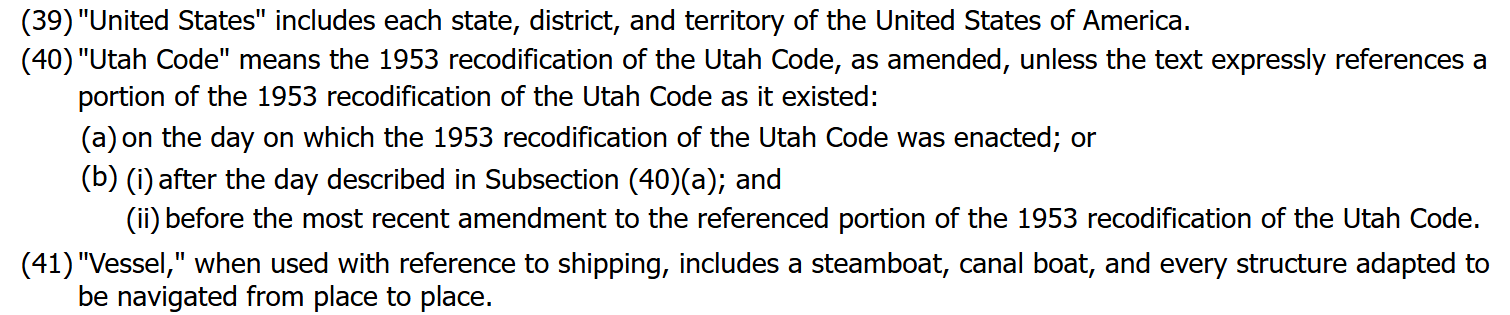 (39) "United States" includes each state, district, and territory of the United States of America.
(40) "Utah Code" means the 1953 recodification of the Utah Code, as amended, unless the text expressly references a
portion of the 1953 recodification of the Utah Code as it existed:
(a) on the day on which the 1953 recodification of the Utah Code was enacted; or
(b) (i) after the day described in Subsection (40)(a); and
(ii) before the most recent amendment to the referenced portion of the 1953 recodification of the Utah Code.
(41) "Vessel," when used with reference to shipping, includes a steamboat, canal boat, and every structure adapted to
be navigated from place to place.